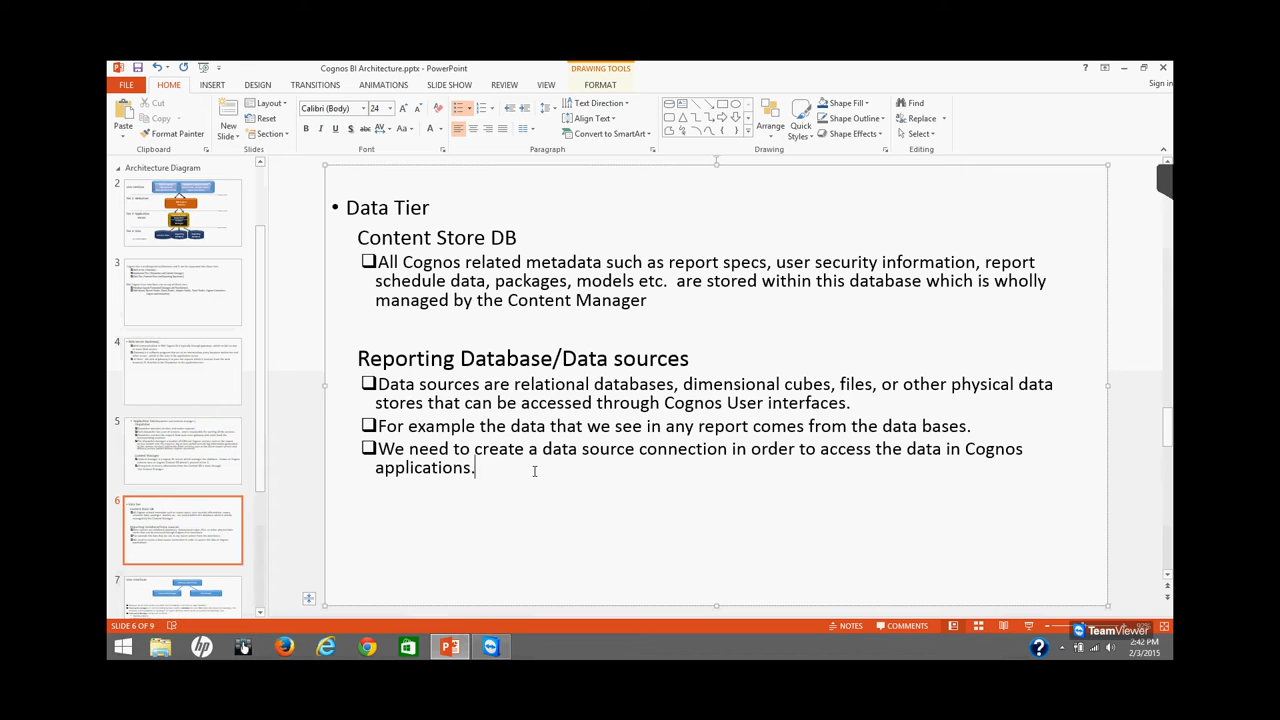 Cognos BI Architecture.pptx - PowerPoint
DRAWING TOOLS
?
Sign in
FILE HOME INSERT DESIGN TRANSITIONS ANIMATIONS SLIDE SHOW REVIEW VIEW FORMAT
Paste
Cut
Copy
Format Painter
Clipboard
New Slide
Layout
Reset
Section
Slides
Calibri (Body) 24
Font
Text Direction
Align Text
Convert to SmartArt
Paragraph
Arrange
Quick Styles
Shape Fill
Shape Outline
Shape Effects
Drawing
Find
Replace
Select
Editing
Architecture Diagram
2
3
4
5
6
7
• Data Tier
Content Store DB
All Cognos related metadata such as report specs, user security information, report
schedule data, packages, models etc. are stored within this database which is wholly
managed by the Content Manager
Reporting Database/Data sources
Data sources are relational databases, dimensional cubes, files, or other physical data
stores that can be accessed through Cognos User interfaces.
For example the data that we see in any report comes from the data bases.
We need to create a data source connection in order to access the data in Cognos
applications.
SLIDE 6 OF 9
NOTES
COMMENTS
TeamViewer
2:42 PM
2/3/2015